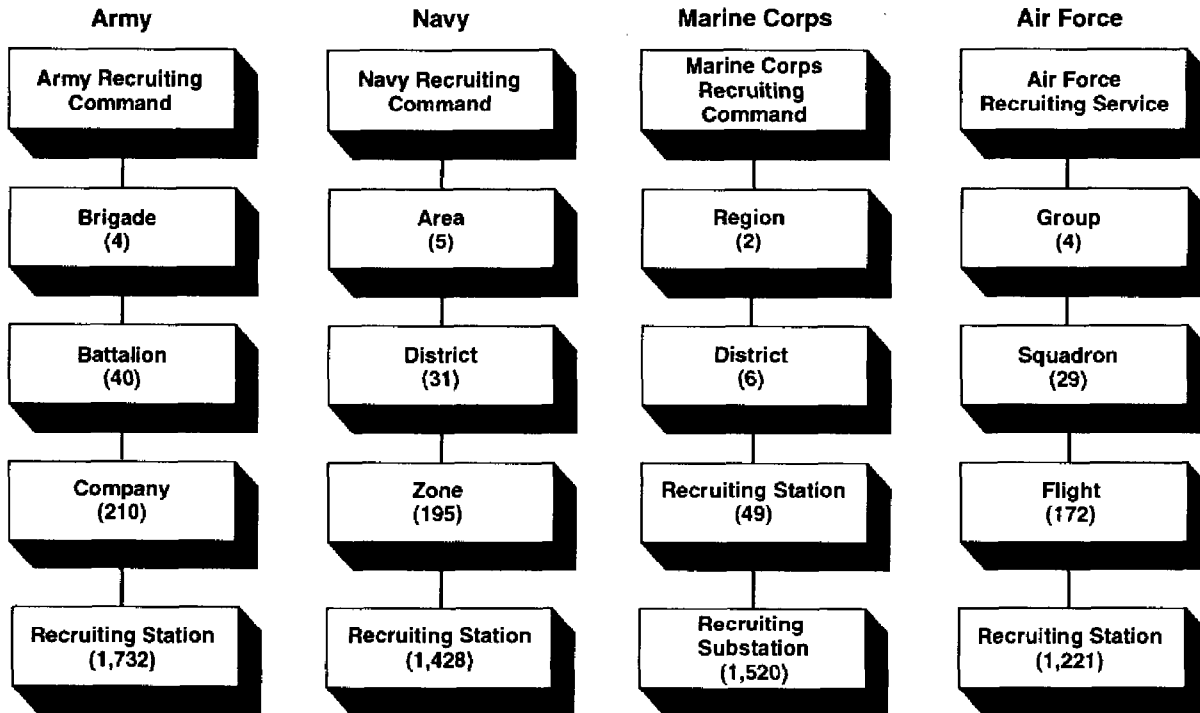 Army
Navy
Marine Corps
Air Force
Army Recruiting
Command
Navy Recruiting
Command
Marine Corps
Recruiting
Command
Air Force
Recruiting Service
Brigade
(4)
Area
(5)
Region
(2)
Group
(4)
Battalion
(40)
District
(31)
District
(6)
Squadron
(29)
Company
(210)
Zone
(195)
Recruiting Station
(49)
Flight
(172)
Recruiting Station
(1,732)
Recruiting Station
(1,428)
Recruiting
Substation
(1,520)
Recruiting Station
(1,221)